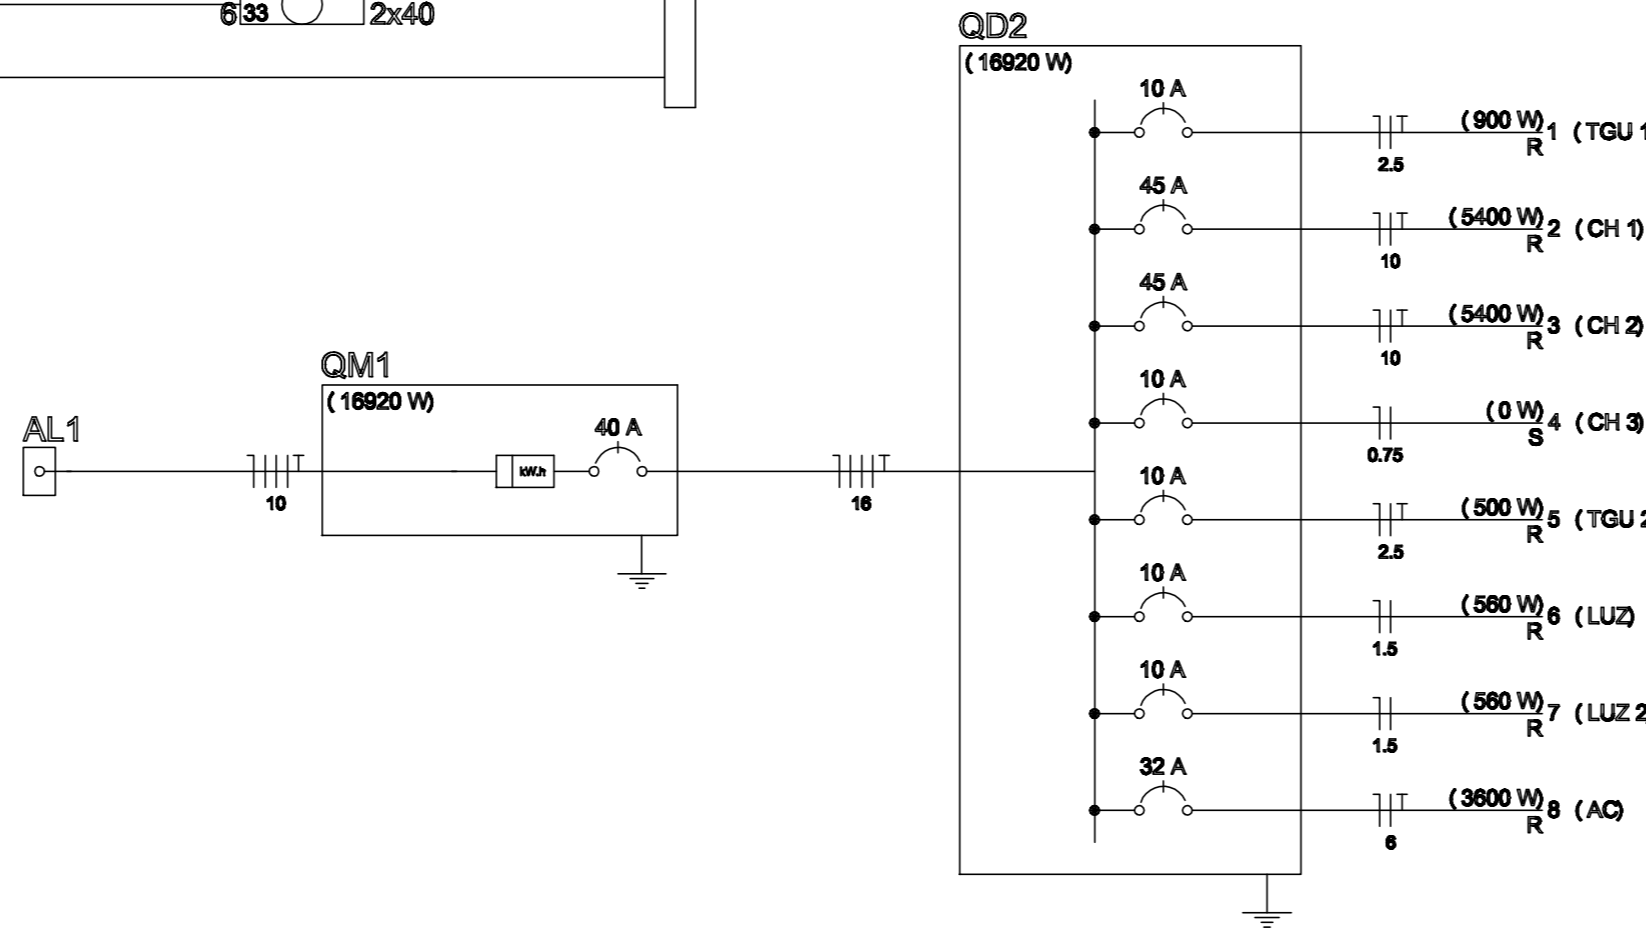 6 33 2x40
QD2
(16920 W)
10 A
(900 W) 1 (TGU 1
R
2.5
45 A
(5400 W) 2 (CH 1)
R
10
45 A
(5400 W) 3 (CH 2)
R
10
QM1
(16920 W)
10 A
(0 W) 4 (CH 3)
S
0.75
AL1
40 A
kW.h
10
16
10 A
(500 W) 5 (TGU 2
R
2.5
10 A
(560 W) 6 (LUZ)
R
1.5
10 A
(560 W) 7 (LUZ 2)
R
1.5
32 A
(3600 W) 8 (AC)
R
6